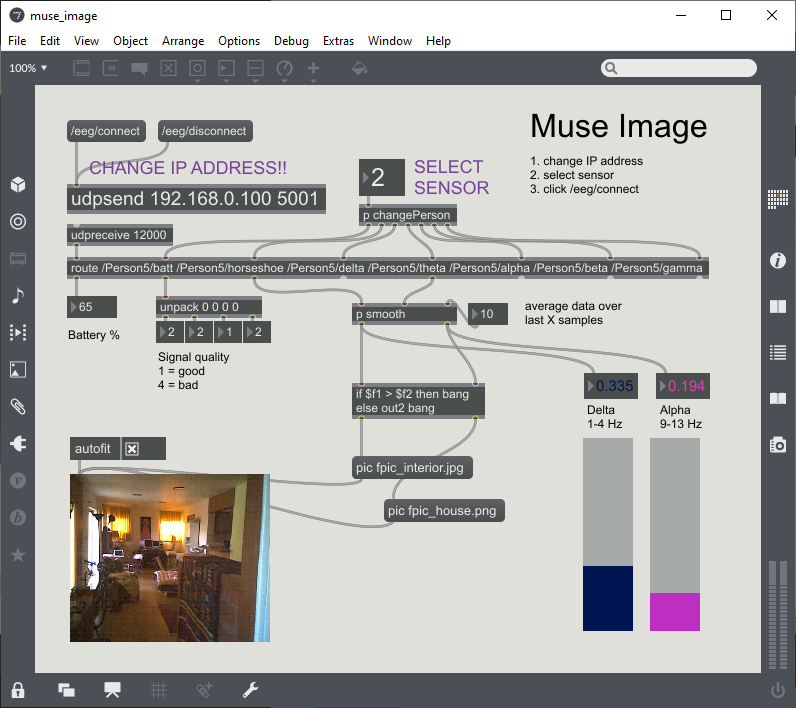 muse_image
File Edit View Object Arrange Options Debug Extras Window Help
100%
/eeg/connect
/eeg/disconnect
CHANGE IP ADDRESS!!
udpsend 192.168.0.100 5001
udpreceive 12000
2
SELECT
SENSOR
p changePerson
Muse Image
1. change IP address
2. select sensor
3. click /eeg/connect
route /Person5/batt /Person5/horseshoe /Person5/delta /Person5/theta /Person5/alpha /Person5/beta /Person5/gamma
65
Battery %
unpack 0 0 0 0
2 2 1 2
Signal quality
1 = good
4 = bad
p smooth
10
average data over
last X samples
if $f1 > $f2 then bang
else out2 bang
0.335
Delta
1-4 Hz
0.194
Alpha
9-13 Hz
autofit
pic fpic_interior.jpg
pic fpic_house.png